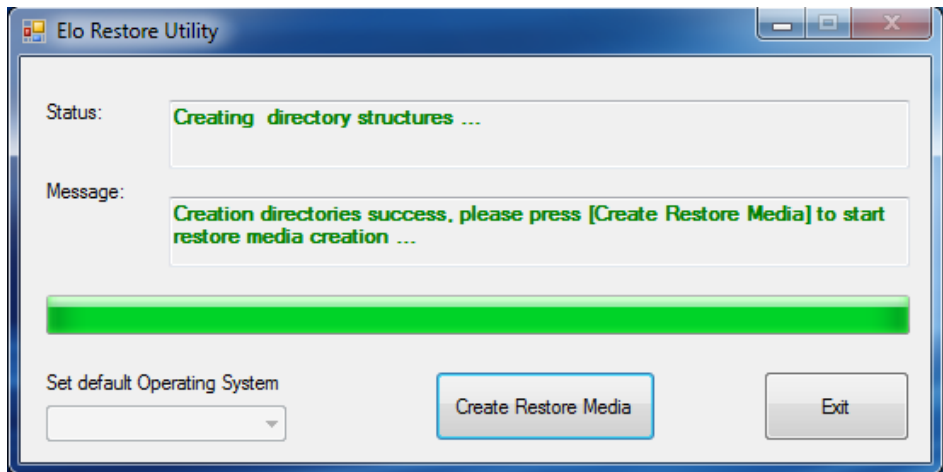 Elo Restore Utility
Status:
Creating  directory structures ...
Message:
Creation directories success, please press [Create Restore Media] to start
restore media creation ...
Set default Operating System
Create Restore Media
Exit